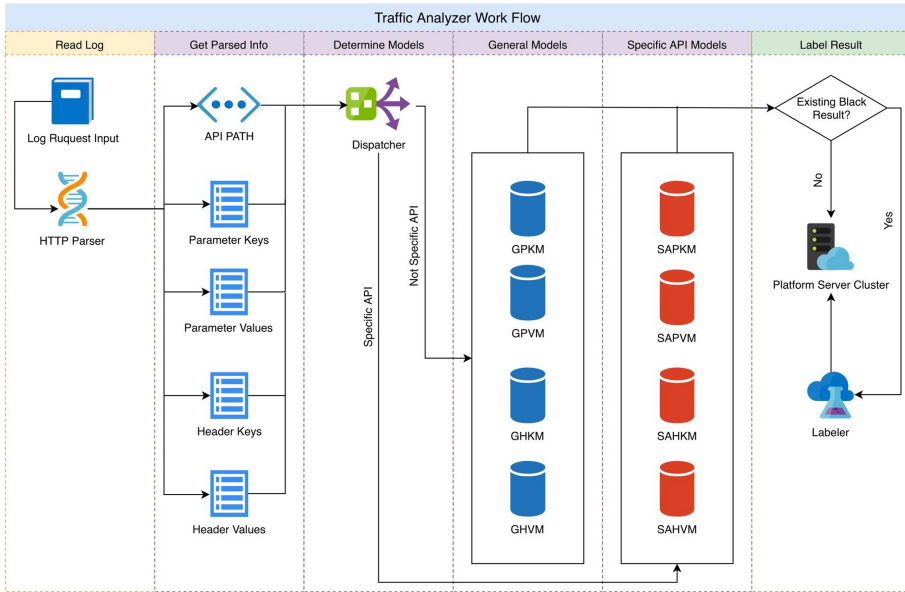 Traffic Analyzer Work Flow
Read Log
Get Parsed Info
Determine Models
General Models
Specific API Models
Label Result
Log Ruquest Input
HTTP Parser
API PATH
Parameter Keys
Parameter Values
Header Keys
Header Values
Dispatcher
Specific API
Not Specific API
GPKM
GPVM
GHKM
GHVM
SAPKM
SAPVM
SAHKM
SAHVM
Existing Black
Result?
No
Yes
Platform Server Cluster
Labeler